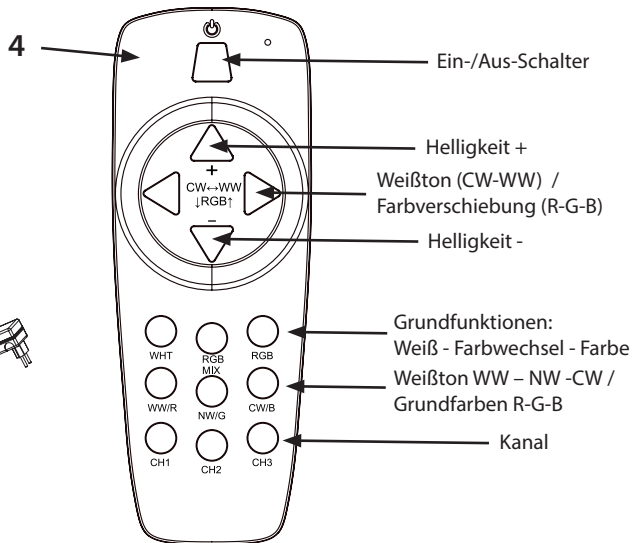 4
Ein-/Aus-Schalter
Helligkeit +
+
CW↔WW
↓RGB↑
Weißton (CW-WW) /
Farbverschiebung (R-G-B)
–
Helligkeit -
WHT
RGB
MIX
RGB
Grundfunktionen:
Weiß - Farbwechsel - Farbe
WW/R
NW/G
CW/B
Weißton WW – NW -CW /
Grundfarben R-G-B
CH1
CH2
CH3
Kanal